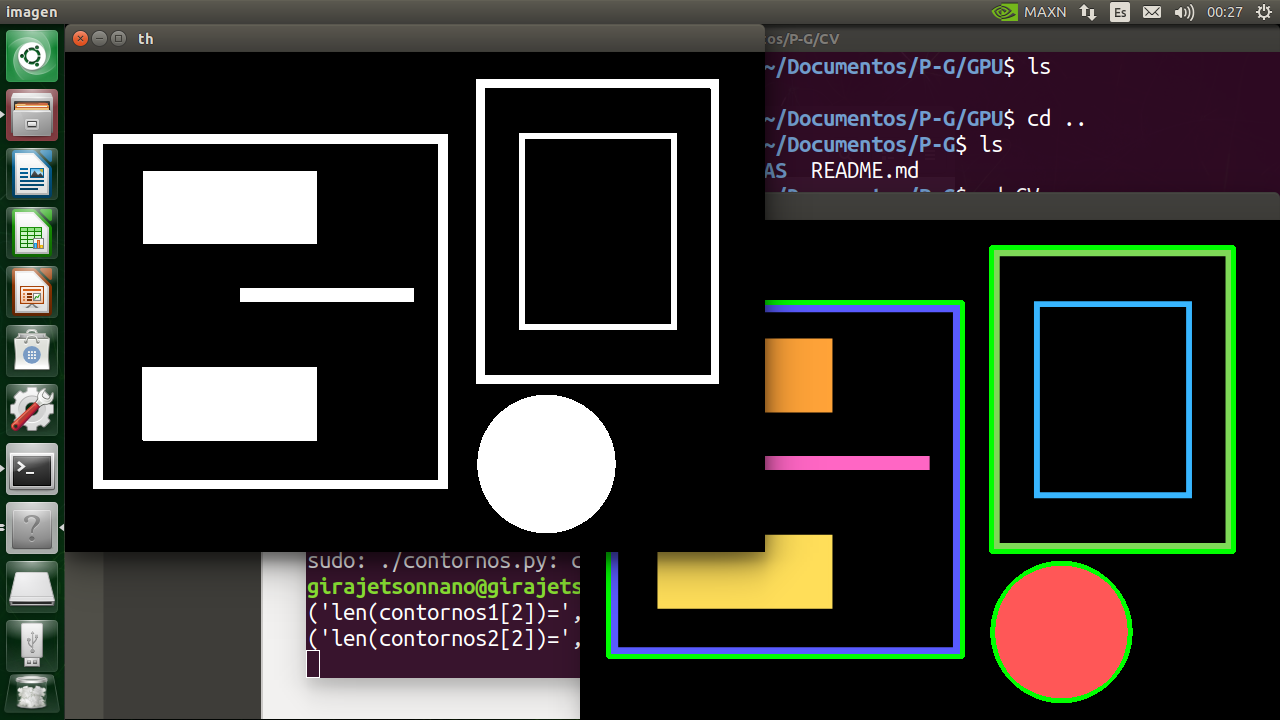 imagen
MAXN
Es
00:27
th
os/P-G/CV
~/Documentos/P-G/GPU$ ls
~/Documentos/P-G/GPU$ cd ..
~/Documentos/P-G$ ls
AS README.md
sudo: ./contornos.py: c
girajetsonnano@girajets
('len(contornos1[2])=',
('len(contornos2[2])=',